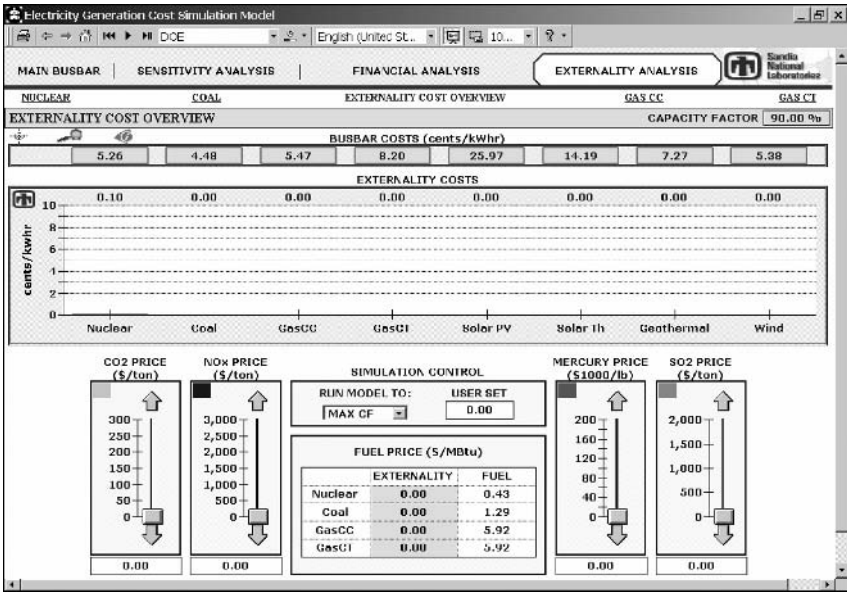 Electricity Generation Cost Simulation Model
DOE English (United St... 10...
MAIN BUSBAR | SENSITIVITY ANALYSIS | FINANCIAL ANALYSIS EXTERNALITY ANALYSIS Sandia National Laboratories
NUCLEAR COAL EXTERNALITY COST OVERVIEW GAS CC GAS CT
EXTERNALITY COST OVERVIEW CAPACITY FACTOR 90.00 %
BUSBAR COSTS (cents/kWhr)
5.26 4.48 5.47 8.20 25.97 14.19 7.27 5.38
EXTERNALITY COSTS
0.10 0.00 0.00 0.00 0.00 0.00 0.00 0.00
cents/kwhr
10
8
6
4
2
0
Nuclear Coal GasCC GasCT Solar PV Solar Th Geothermal Wind
CO2 PRICE ($/ton)
300
250
200
150
100
50
0
0.00
NOx PRICE ($/ton)
3,000
2,500
2,000
1,500
1,000
500
0
0.00
SIMULATION CONTROL
RUN MODEL TO: USER SET
MAX CF 0.00
FUEL PRICE ($/MBtu)
EXTERNALITY FUEL
Nuclear 0.00 0.43
Coal 0.00 1.29
GasCC 0.00 5.92
GasCT 0.00 5.92
MERCURY PRICE ($1000/lb)
200
160
120
80
40
0
0.00
SO2 PRICE ($/ton)
2,000
1,500
1,000
500
0
0.00